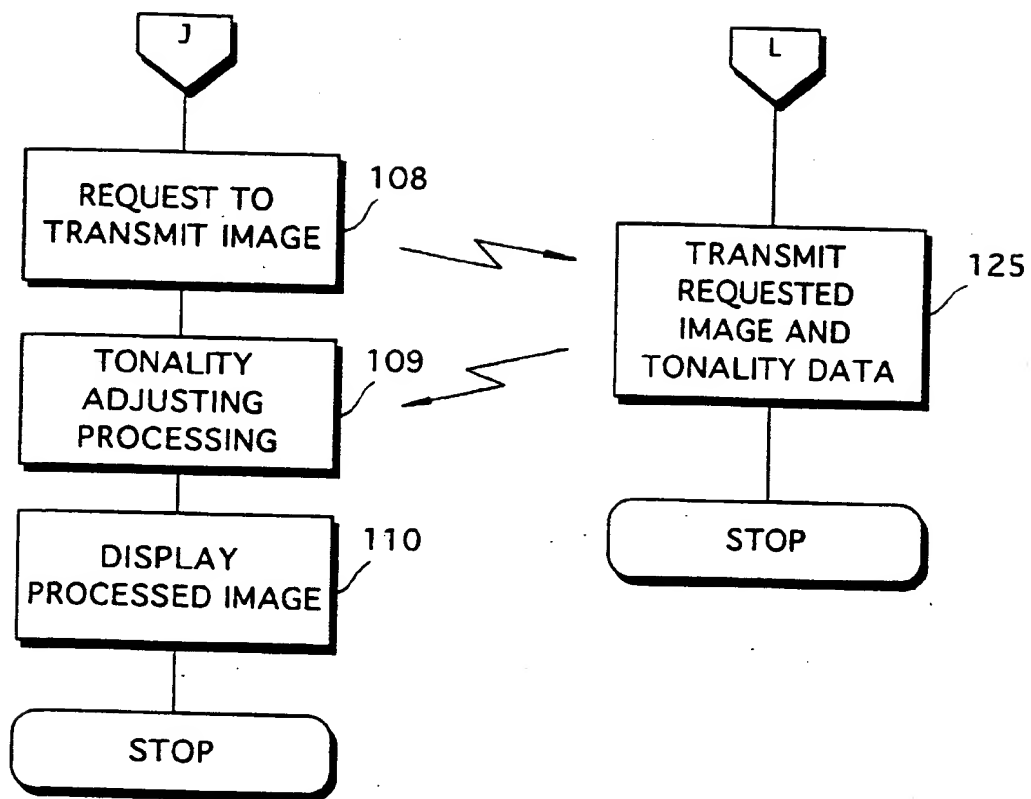 J
REQUEST TO
TRANSMIT IMAGE
108
TONALITY
ADJUSTING
PROCESSING
109
DISPLAY
PROCESSED IMAGE
110
STOP
L
TRANSMIT
REQUESTED
IMAGE AND
TONALITY DATA
125
STOP